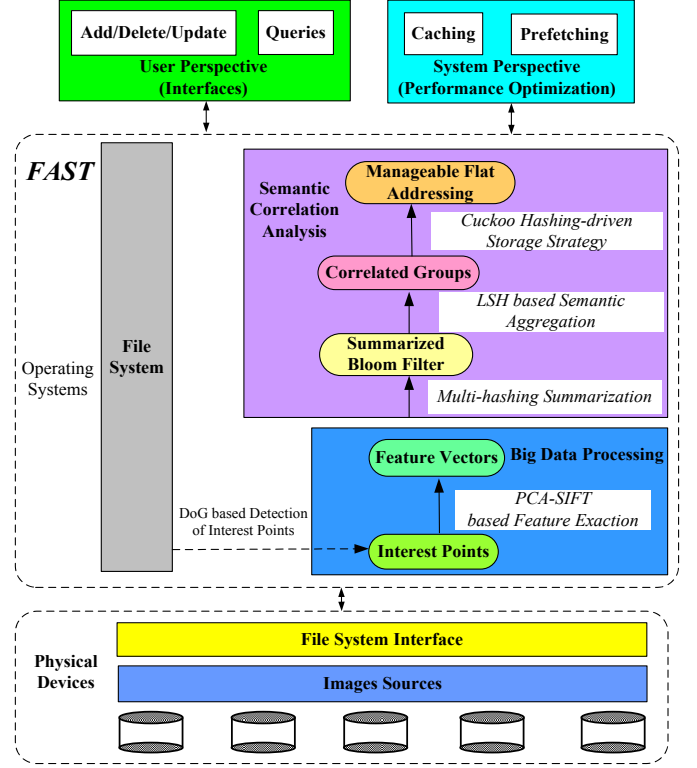 Add/Delete/Update
Queries
User Perspective
(Interfaces)
Caching
Prefetching
System Perspective
(Performance Optimization)
FAST
Operating
Systems
File
System
Semantic
Correlation
Analysis
Manageable Flat
Addressing
Cuckoo Hashing-driven
Storage Strategy
Correlated Groups
LSH based Semantic
Aggregation
Summarized
Bloom Filter
Multi-hashing Summarization
Feature Vectors
Big Data Processing
PCA-SIFT
based Feature Exaction
DoG based Detection
of Interest Points
Interest Points
Physical
Devices
File System Interface
Images Sources